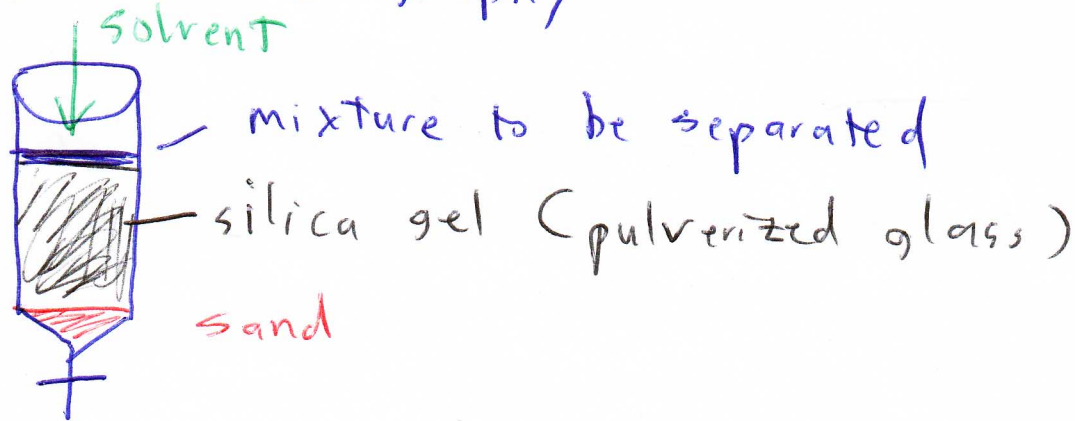 solvent
mixture to be separated
silica gel (pulverized glass)
sand